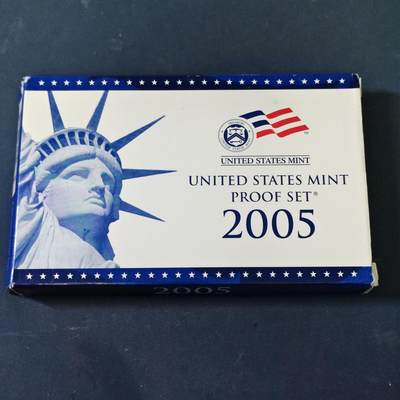 UNITED STATES MINT
UNITED STATES MINT
PROOF SET®
2005
2005